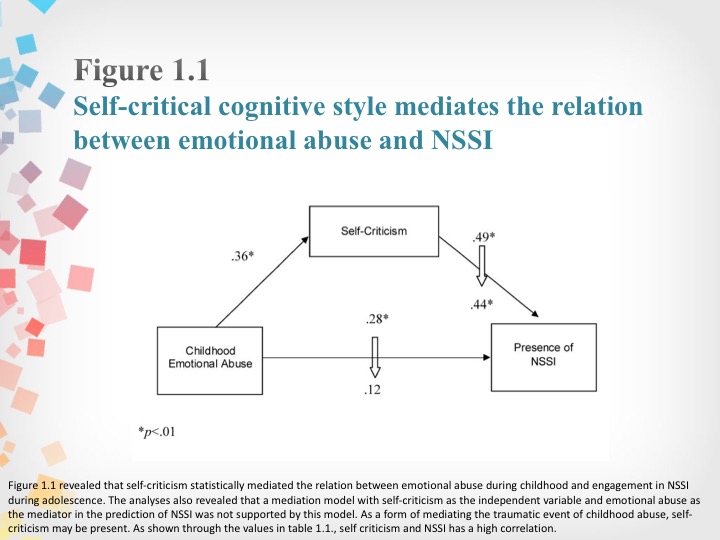 Figure 1.1
Self-critical cognitive style mediates the relation
between emotional abuse and NSSI
Self-Criticism
.49*
.36*
.44*
.28*
Childhood
Emotional Abuse
Presence of
NSSI
.12
*p<.01
Figure 1.1 revealed that self-criticism statistically mediated the relation between emotional abuse during childhood and engagement in NSSI
during adolescence. The analyses also revealed that a mediation model with self-criticism as the independent variable and emotional abuse as
the mediator in the prediction of NSSI was not supported by this model. As a form of mediating the traumatic event of childhood abuse, self-
criticism may be present. As shown through the values in table 1.1., self criticism and NSSI has a high correlation.